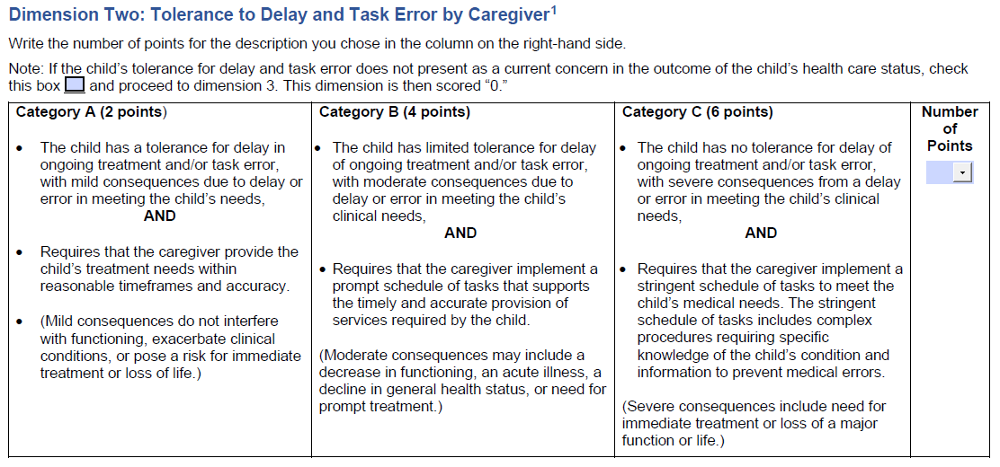 Dimension Two: Tolerance to Delay and Task Error by Caregiver1
Write the number of points for the description you chose in the column on the right-hand side.
Note: If the child’s tolerance for delay and task error does not present as a current concern in the outcome of the child’s health care status, check
this box and proceed to dimension 3. This dimension is then scored “0.”
Category A (2 points)
• The child has a tolerance for delay in
ongoing treatment and/or task error,
with mild consequences due to delay or
error in meeting the child’s needs,
AND
• Requires that the caregiver provide the
child’s treatment needs within
reasonable timeframes and accuracy.
• (Mild consequences do not interfere
with functioning, exacerbate clinical
conditions, or pose a risk for immediate
treatment or loss of life.)
Category B (4 points)
• The child has limited tolerance for delay
of ongoing treatment and/or task error,
with moderate consequences due to
delay or error in meeting the child’s
clinical needs,
AND
• Requires that the caregiver implement a
prompt schedule of tasks that supports
the timely and accurate provision of
services required by the child.
(Moderate consequences may include a
decrease in functioning, an acute illness, a
decline in general health status, or need for
prompt treatment.)
Category C (6 points)
• The child has no tolerance for delay of
ongoing treatment and/or task error,
with severe consequences from a delay
or error in meeting the child’s clinical
needs,
AND
• Requires that the caregiver implement a
stringent schedule of tasks to meet the
child’s medical needs. The stringent
schedule of tasks includes complex
procedures requiring specific
knowledge of the child’s condition and
information to prevent medical errors.
(Severe consequences include need for
immediate treatment or loss of a major
function or life.)
Number
of
Points